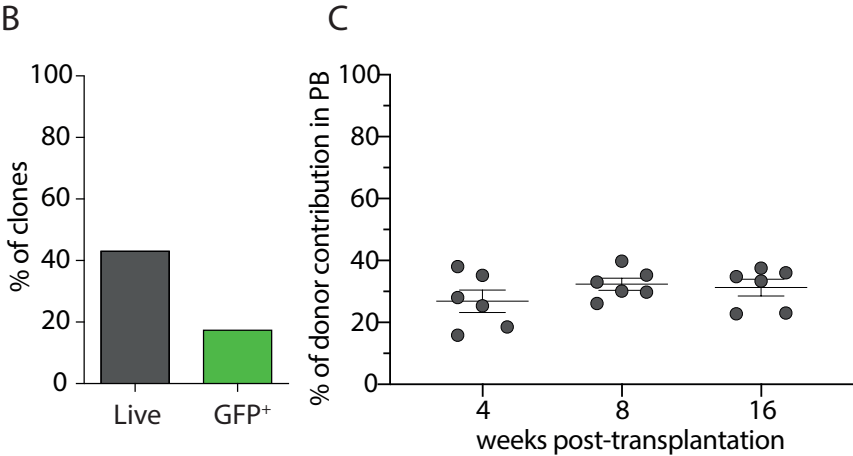 B
% of clones
100
80
60
40
20
0
Live GFP⁺
C
% of donor contribution in PB
100
80
60
40
20
0
4 8 16
weeks post-transplantation